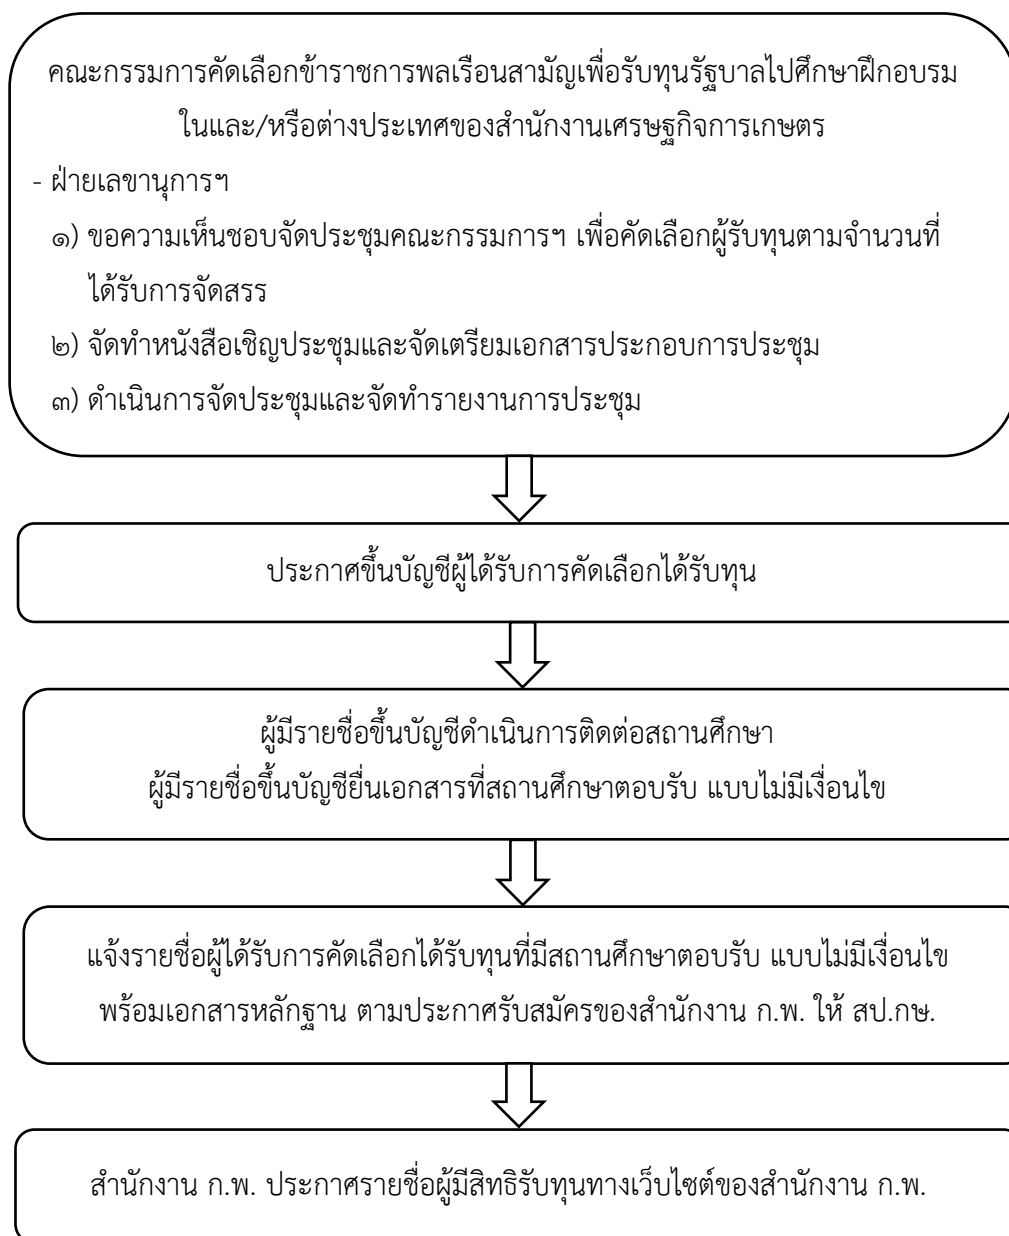 คณะกรรมการคัดเลือกข้าราชการพลเรือนสามัญเพื่อรับทุนรัฐบาลไปศึกษาฝึกอบรม
ในและ/หรือต่างประเทศของสำนักงานเศรษฐกิจการเกษตร
- ฝ่ายเลขานุการฯ
๑) ขอความเห็นชอบจัดประชุมคณะกรรมการฯ เพื่อคัดเลือกผู้รับทุนตามจำนวนที่
ได้รับการจัดสรร
๒) จัดทำหนังสือเชิญประชุมและจัดเตรียมเอกสารประกอบการประชุม
๓) ดำเนินการจัดประชุมและจัดทำรายงานการประชุม
ประกาศขึ้นบัญชีผู้ได้รับการคัดเลือกได้รับทุน
ผู้มีรายชื่อขึ้นบัญชีดำเนินการติดต่อสถานศึกษา
ผู้มีรายชื่อขึ้นบัญชียื่นเอกสารที่สถานศึกษาตอบรับ แบบไม่มีเงื่อนไข
แจ้งรายชื่อผู้ได้รับการคัดเลือกได้รับทุนที่มีสถานศึกษาตอบรับ แบบไม่มีเงื่อนไข
พร้อมเอกสารหลักฐาน ตามประกาศรับสมัครของสำนักงาน ก.พ. ให้ สป.กษ.
สำนักงาน ก.พ. ประกาศรายชื่อผู้มีสิทธิรับทุนทางเว็บไซต์ของสำนักงาน ก.พ.